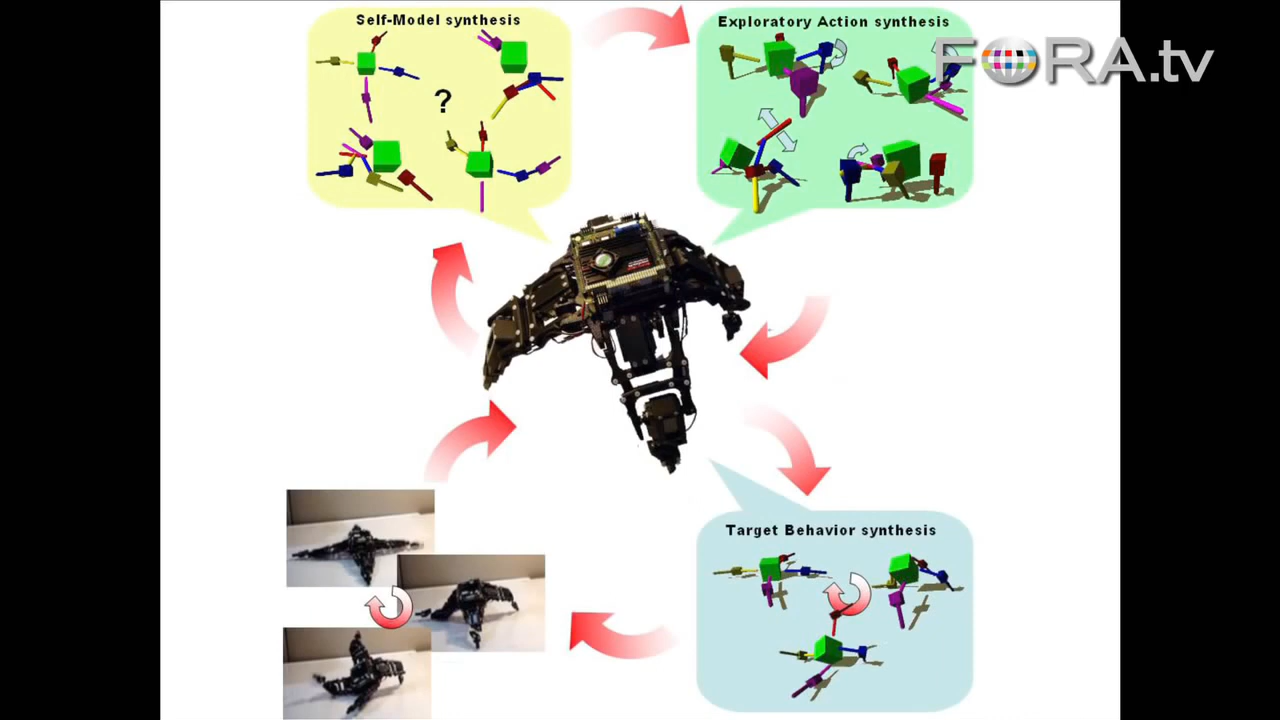 Self-Model synthesis
Exploratory Action synthesis
FORA.tv
?
Target Behavior synthesis